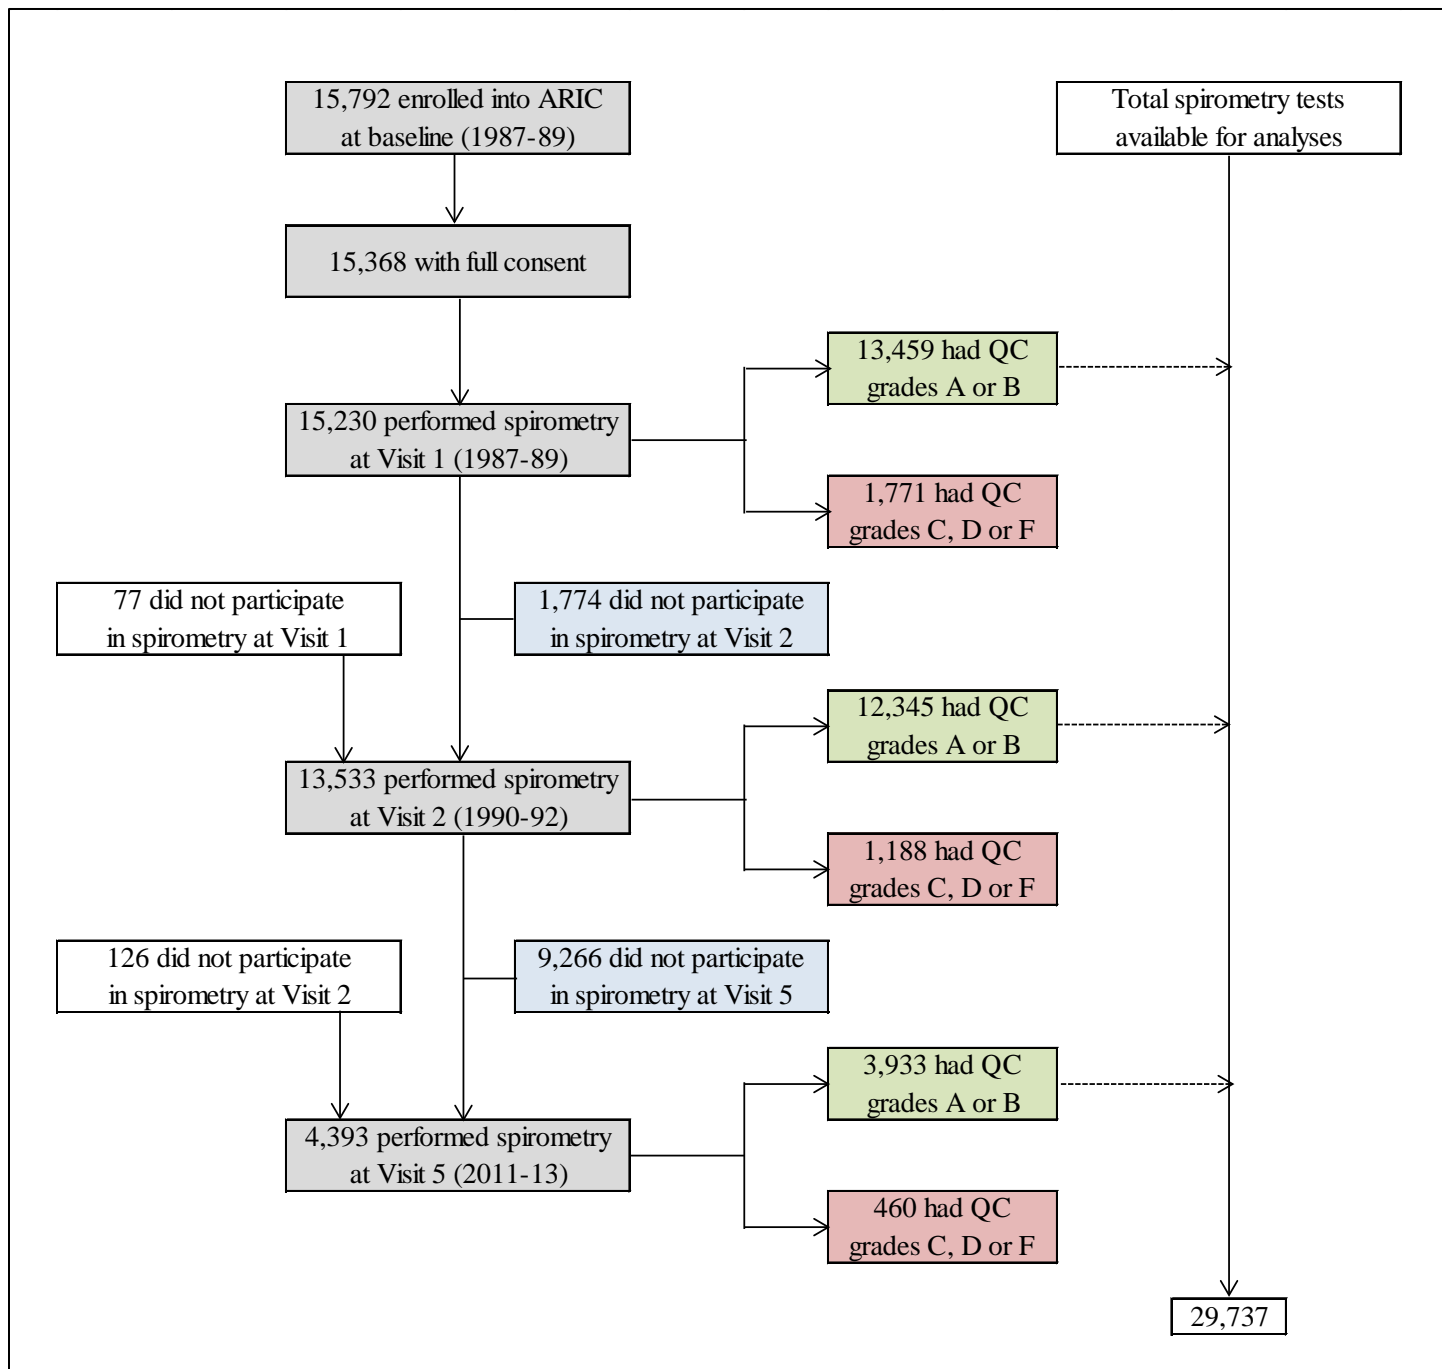 15,792 enrolled into ARIC
at baseline (1987-89)
Total spirometry tests
available for analyses
15,368 with full consent
13,459 had QC
grades A or B
15,230 performed spirometry
at Visit 1 (1987-89)
1,771 had QC
grades C, D or F
77 did not participate
in spirometry at Visit 1
1,774 did not participate
in spirometry at Visit 2
12,345 had QC
grades A or B
13,533 performed spirometry
at Visit 2 (1990-92)
1,188 had QC
grades C, D or F
126 did not participate
in spirometry at Visit 2
9,266 did not participate
in spirometry at Visit 5
3,933 had QC
grades A or B
4,393 performed spirometry
at Visit 5 (2011-13)
460 had QC
grades C, D or F
29,737